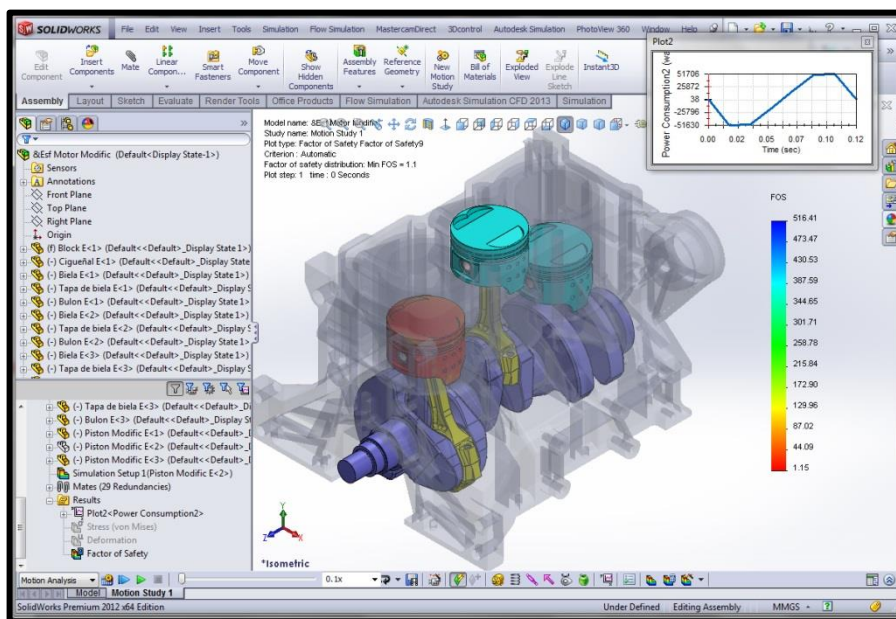 SOLIDWORKS File Edit View Insert Tools Simulation Flow Simulation MastercamDirect 3Dcontrol Autodesk Simulation PhotoView 360 Window Help
Edit Component
Insert Components
Mate
Linear Compon...
Smart Fasteners
Move Component
Show Hidden Components
Assembly Features
Reference Geometry
New Motion Study
Bill of Materials
Exploded View
Explode Line Sketch
Instant3D
Assembly Layout Sketch Evaluate Render Tools Office Products Flow Simulation Autodesk Simulation CFD 2013 Simulation
Plot2
Power Consumption2 (wa
51706
25872
38
-25796
-51630
0.00 0.02 0.05 0.07 0.10 0.12
Time (sec)
Study name: Motion Study 1
Plot type: Factor of Safety Factor of Safety9
Criterion : Automatic
Factor of safety distribution: Min FOS = 1.1
Plot step: 1 time : 0 Seconds
&Esf Motor Modific (Default<Display State-1>)
Sensors
Annotations
Front Plane
Top Plane
Right Plane
Origin
(f) Block E<1> (Default<<Default>_Display State
(-) Cigueñal E<1> (Default<<Default>_Display State
(-) Biela E<1> (Default<<Default>_Display State 1>)
(-) Tapa de biela E<1> (Default<<Default>_Display S
(-) Bulon E<1> (Default<<Default>_Display State 1>)
(-) Biela E<2> (Default<<Default>_Display State 1>)
(-) Tapa de biela E<2> (Default<<Default>_Display S
(-) Bulon E<2> (Default<<Default>_Display State 1>)
(-) Biela E<3> (Default<<Default>_Display State 1>)
(-) Tapa de biela E<3> (Default<<Default>_Display S
(-) Tapa de biela E<3> (Default<<Default>_Di
(-) Bulon E<3> (Default<<Default>_Display St
(-) Piston Modific E<1> (Default<<Default>_
(-) Piston Modific E<2> (Default<<Default>_
(-) Piston Modific E<3> (Default<<Default>_
Simulation Setup 1(Piston Modific E<2>)
Mates (29 Redundancies)
Results
Plot2<Power Consumption2>
Stress (von Mises)
Deformation
Factor of Safety
FOS
516.41
473.47
430.53
387.59
344.65
301.71
258.78
215.84
172.90
129.96
87.02
44.09
1.15
Y
Z
X
*Isometric
Motion Analysis 0.1x
Model Motion Study 1
SolidWorks Premium 2012 x64 Edition Under Defined Editing Assembly MMGS